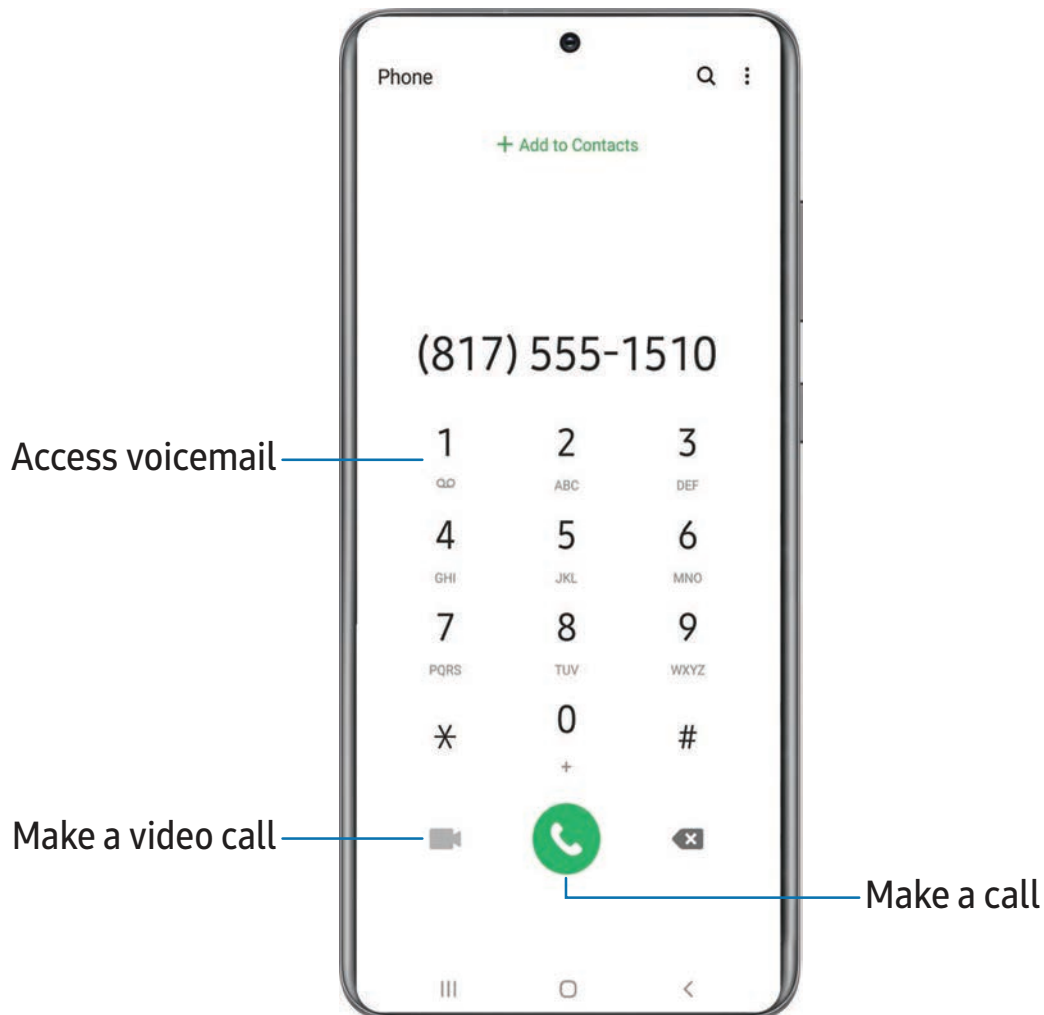 Phone
+ Add to Contacts
(817) 555-1510
Access voicemail
1 2 3
ABC DEF
4 5 6
GHI JKL MNO
7 8 9
PQRS TUV WXYZ
* 0 #
+
Make a video call
Make a call